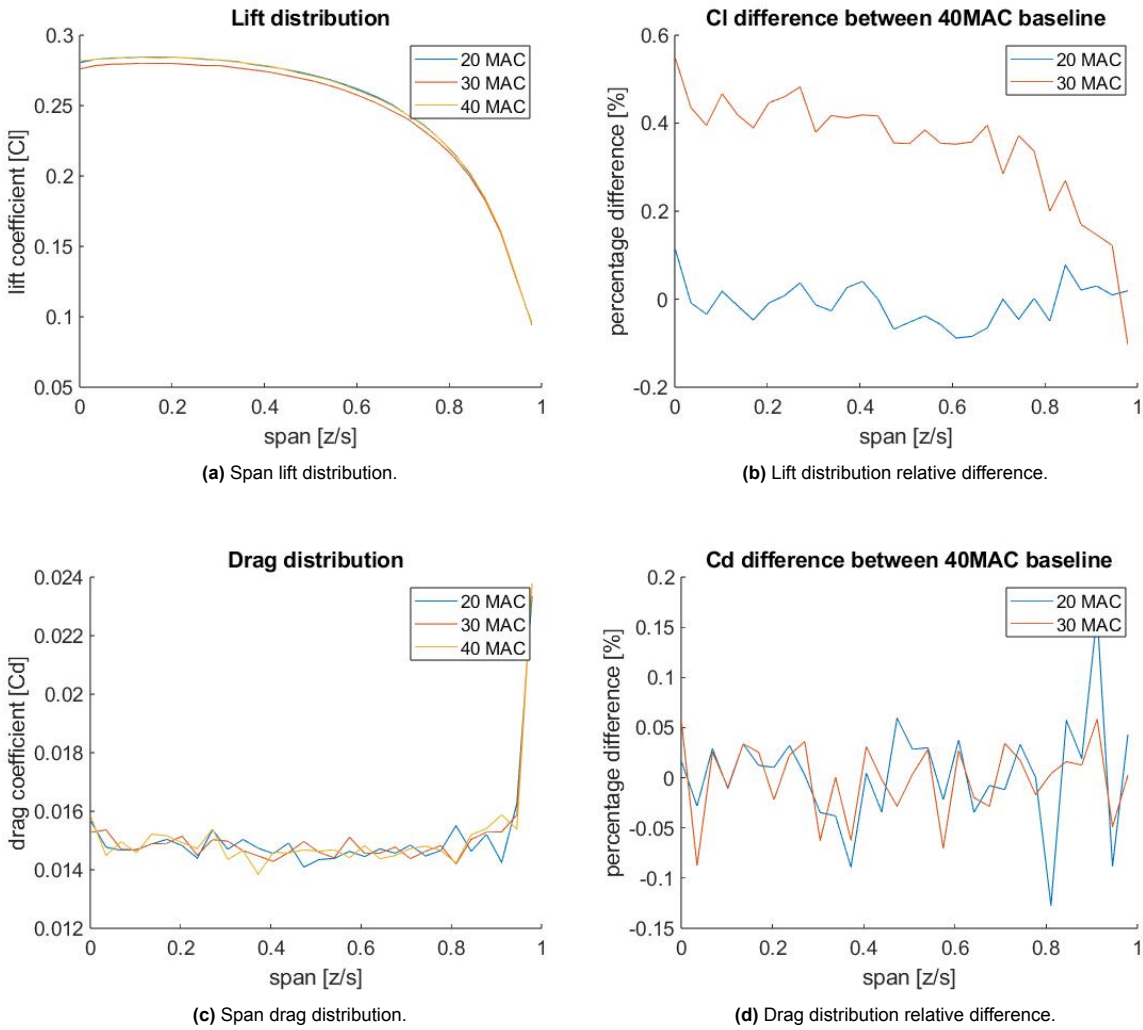 Lift distribution
0.3
0.25
0.2
0.15
0.1
0.05
lift coefficient [Cl]
20 MAC
30 MAC
40 MAC
0
0.2
0.4
0.6
0.8
1
span [z/s]
(a) Span lift distribution.
Cl difference between 40MAC baseline
0.6
0.4
0.2
0
-0.2
percentage difference [%]
20 MAC
30 MAC
0
0.2
0.4
0.6
0.8
1
span [z/s]
(b) Lift distribution relative difference.
Drag distribution
0.024
0.022
0.02
0.018
0.016
0.014
0.012
drag coefficient [Cd]
20 MAC
30 MAC
40 MAC
0
0.2
0.4
0.6
0.8
1
span [z/s]
(c) Span drag distribution.
Cd difference between 40MAC baseline
0.2
0.15
0.1
0.05
0
-0.05
-0.1
-0.15
percentage difference [%]
20 MAC
30 MAC
0
0.2
0.4
0.6
0.8
1
span [z/s]
(d) Drag distribution relative difference.